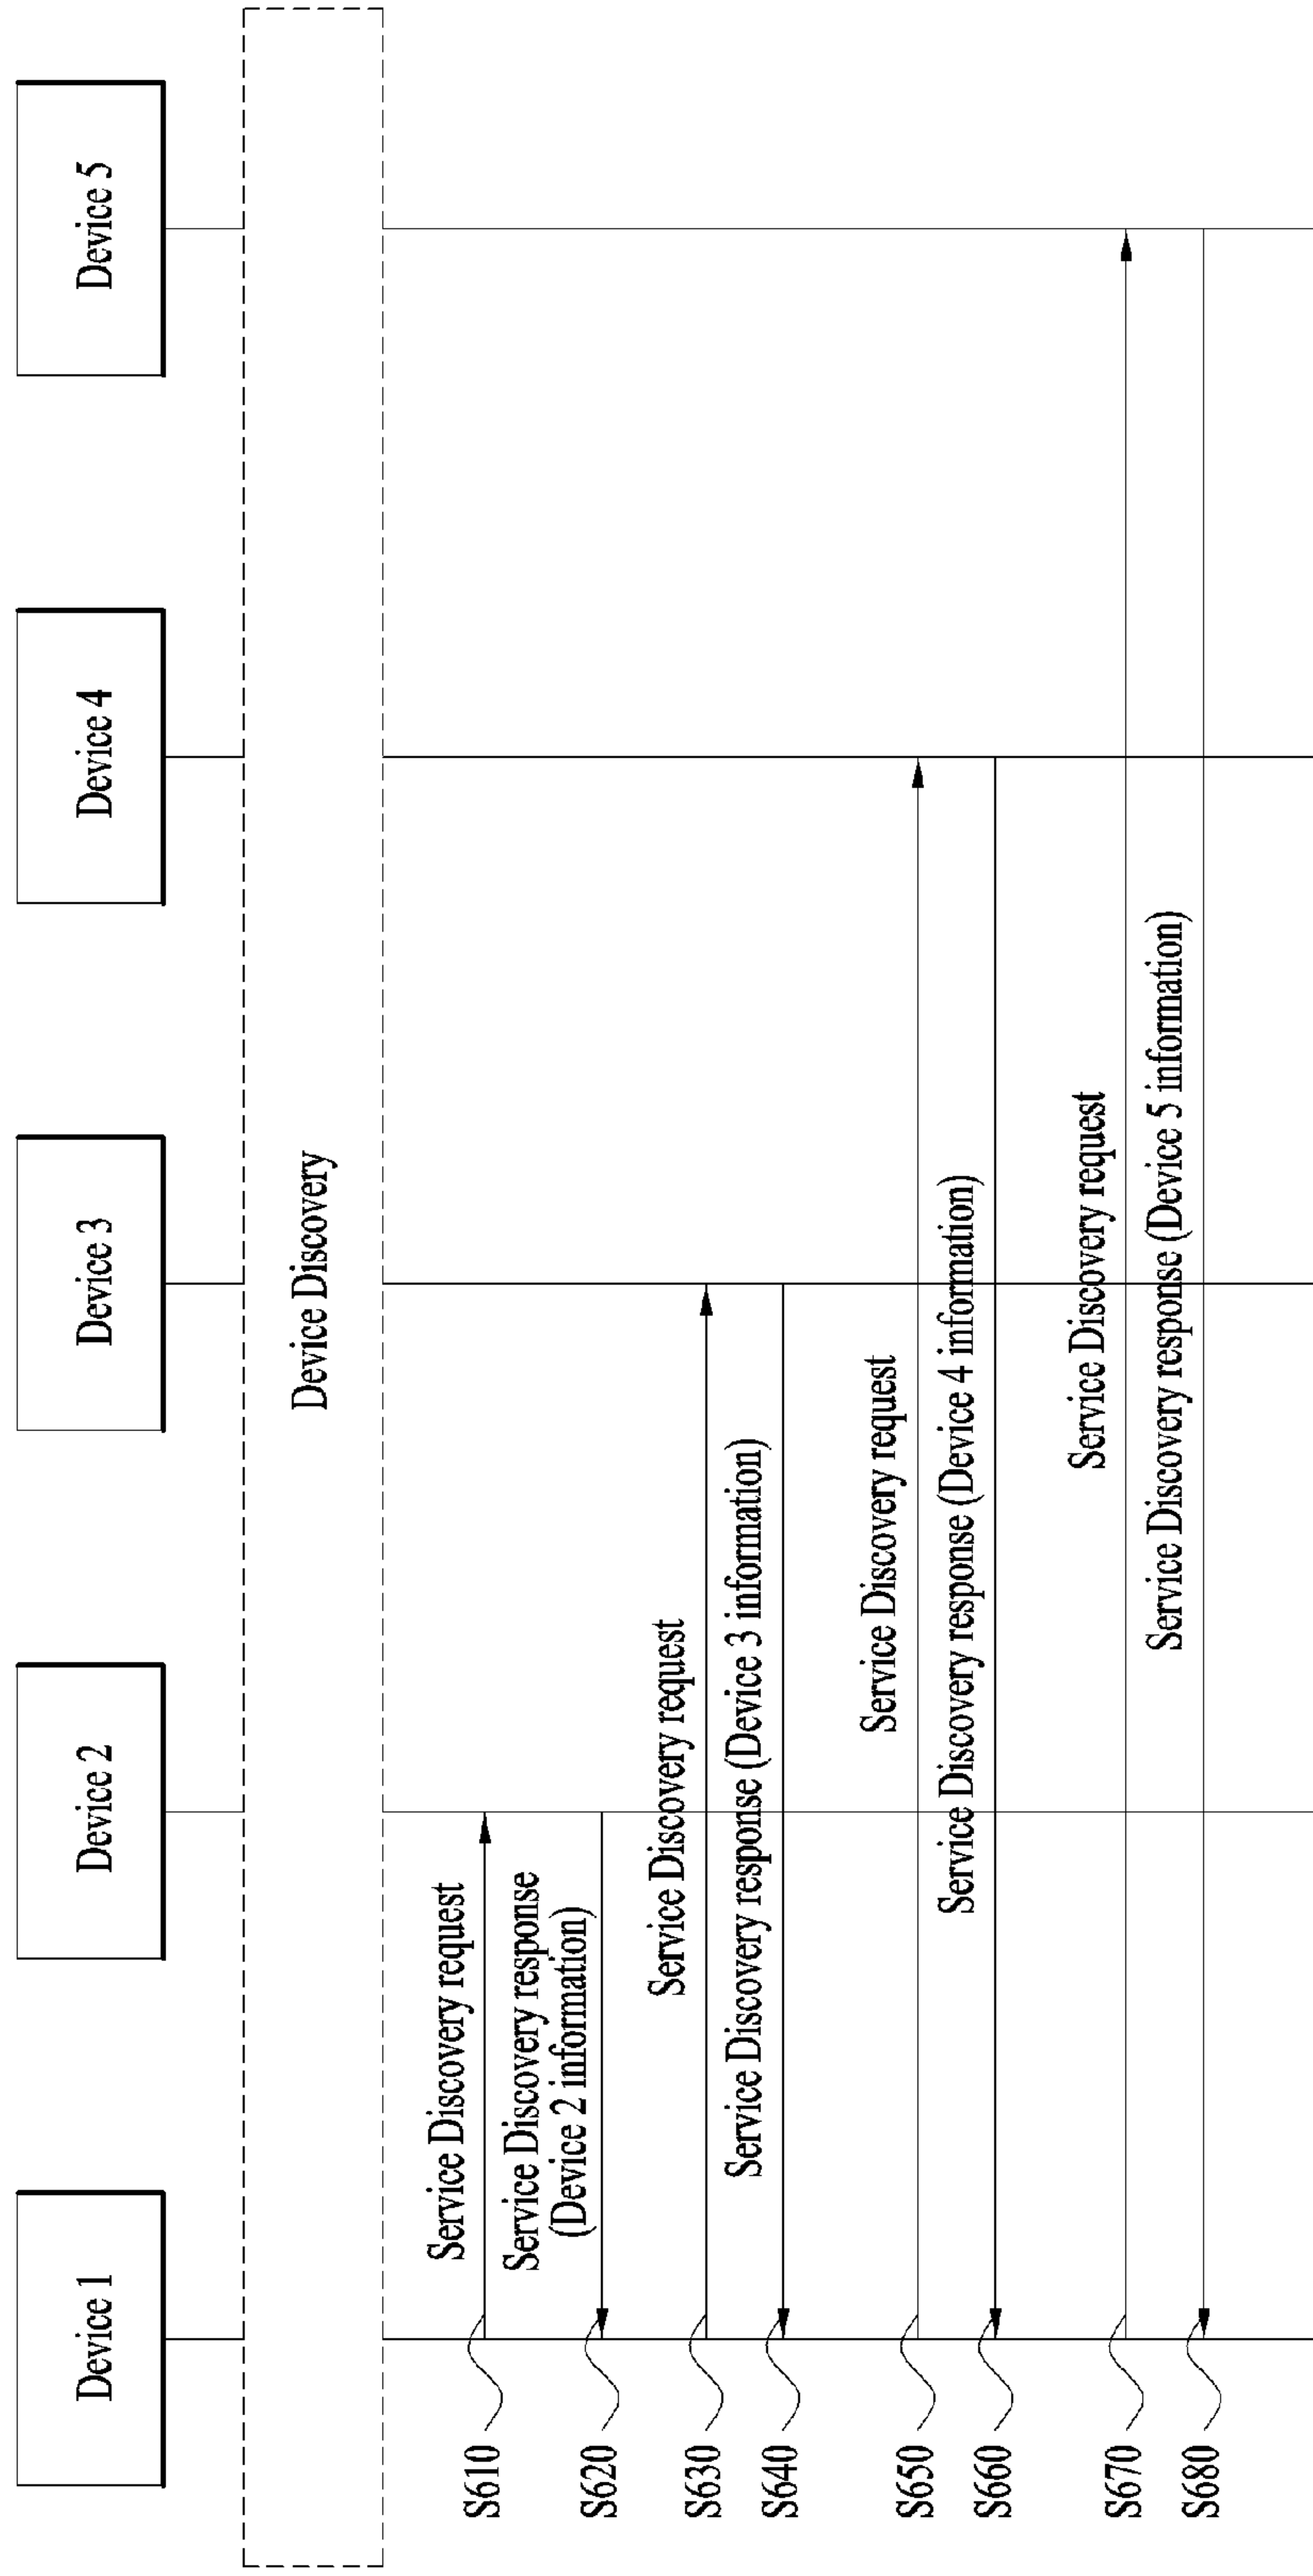 Device 1
Device 2
Device 3
Device 4
Device 5
Device Discovery
S610
Service Discovery request
S620
Service Discovery response
(Device 2 information)
S630
Service Discovery request
S640
Service Discovery response (Device 3 information)
S650
Service Discovery request
S660
Service Discovery response (Device 4 information)
S670
Service Discovery request
S680
Service Discovery response (Device 5 information)